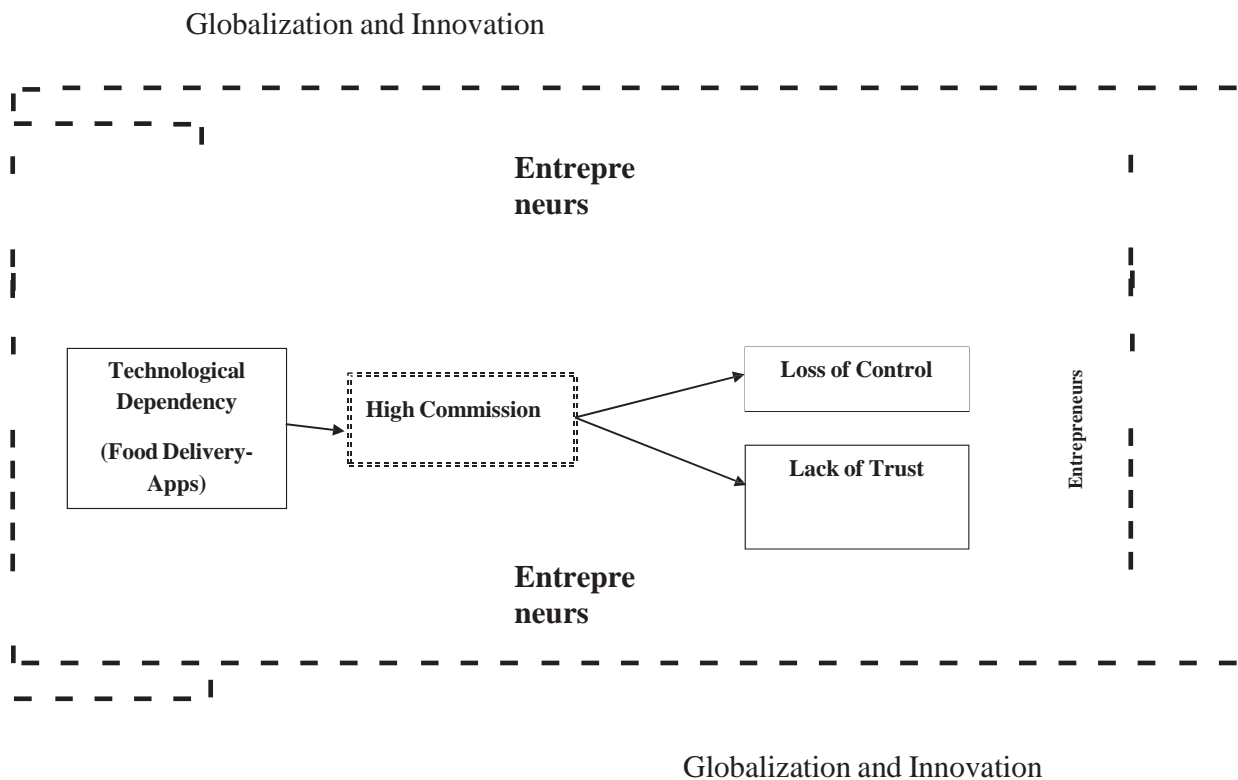 Globalization and Innovation
Entrepre
neurs
Technological
Dependency
(Food Delivery-
Apps)
High Commission
Loss of Control
Lack of Trust
Entrepreneurs
Entrepre
neurs
Globalization and Innovation